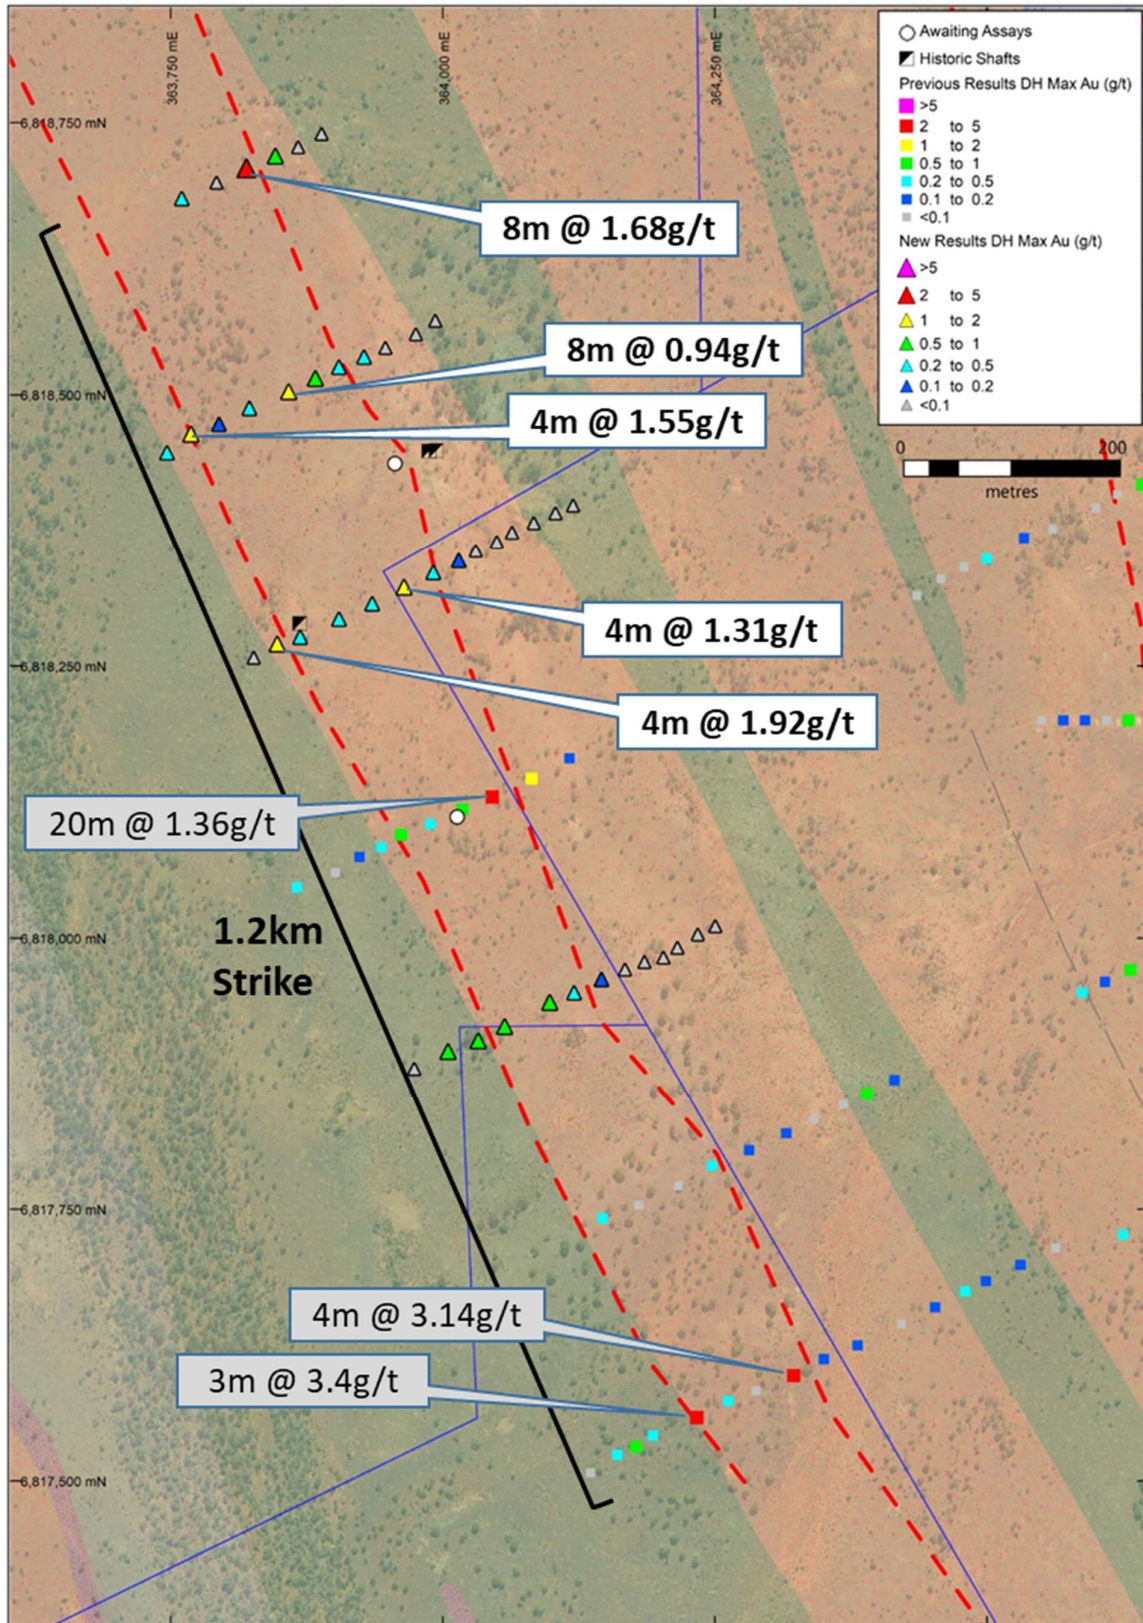 363,750 mE
364,000 mE
364,250 mE
Awaiting Assays
Historic Shafts
Previous Results DH Max Au (g/t)
>5
2 to 5
1 to 2
0.5 to 1
0.2 to 0.5
0.1 to 0.2
<0.1
New Results DH Max Au (g/t)
>5
2 to 5
1 to 2
0.5 to 1
0.2 to 0.5
0.1 to 0.2
<0.1
0 200
metres
6,818,750 mN
8m @ 1.68g/t
8m @ 0.94g/t
6,818,500 mN
4m @ 1.55g/t
4m @ 1.31g/t
6,818,250 mN
4m @ 1.92g/t
20m @ 1.36g/t
1.2km
Strike
6,818,000 mN
6,817,750 mN
4m @ 3.14g/t
3m @ 3.4g/t
6,817,500 mN